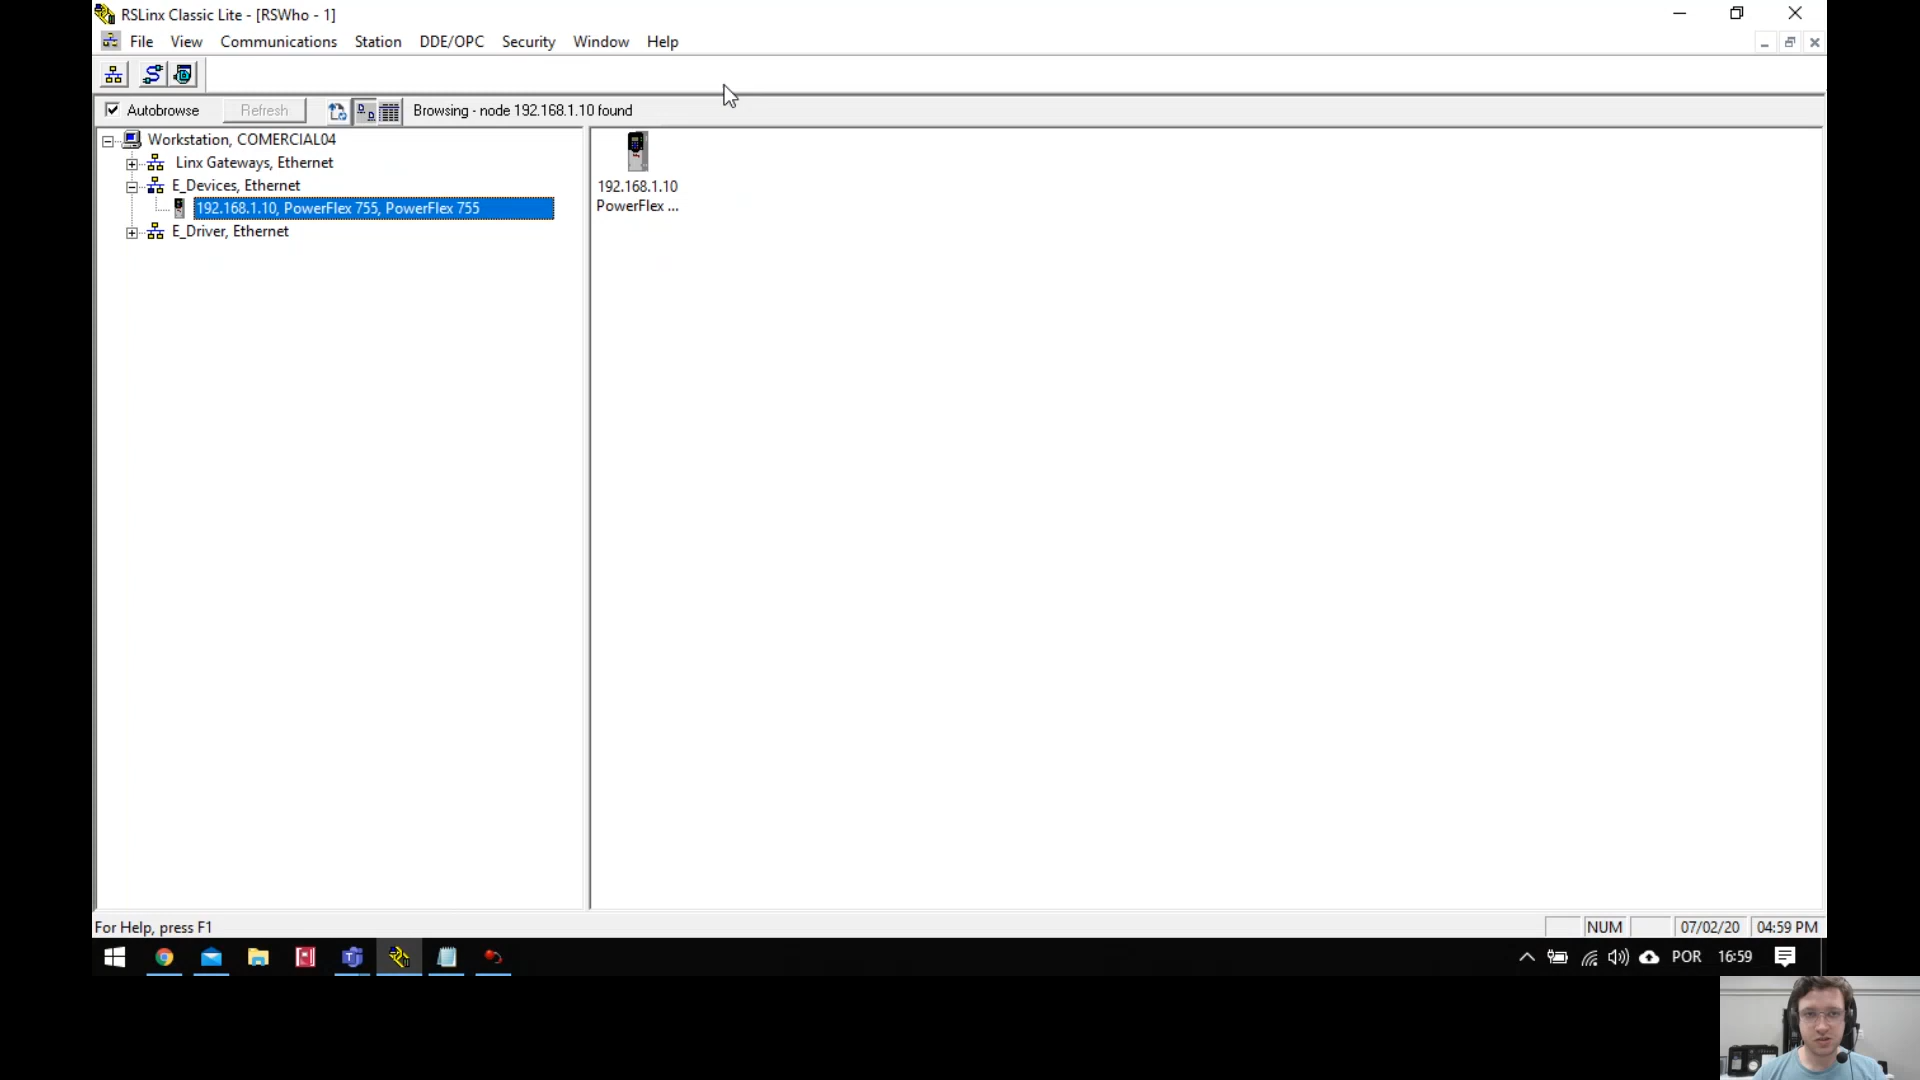 RSLinx Classic Lite - [RSWho - 1]
File View Communications Station DDE/OPC Security Window Help
Autobrowse Refresh Browsing - node 192.168.1.10 found
Workstation, COMERCIAL04
Linx Gateways, Ethernet
E_Devices, Ethernet
192.168.1.10, PowerFlex 755, PowerFlex 755
E_Driver, Ethernet
192.168.1.10
PowerFlex ...
For Help, press F1 NUM 07/02/20 04:59 PM
POR 16:59